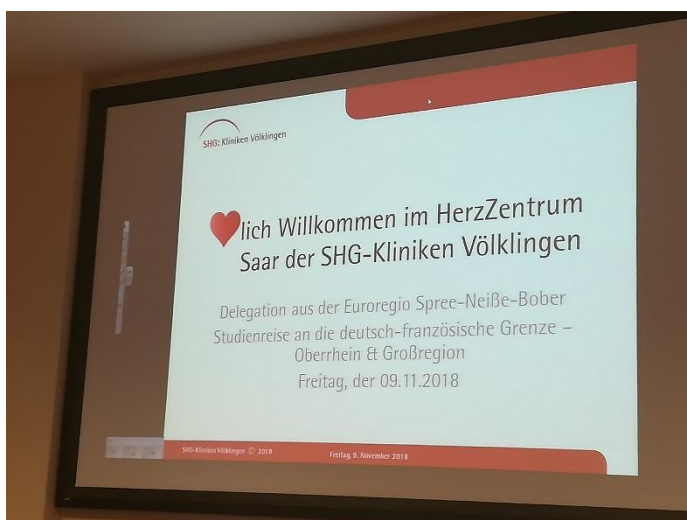 SHG: Kliniken Völklingen
lich Willkommen im HerzZentrum
Saar der SHG-Kliniken Völklingen
Delegation aus der Euroregio Spree-Neiße-Bober
Studienreise an die deutsch-französische Grenze –
Oberrhein & Großregion
Freitag, der 09.11.2018
SHG-Kliniken Völklingen © 2018
Freitag, 9. November 2018